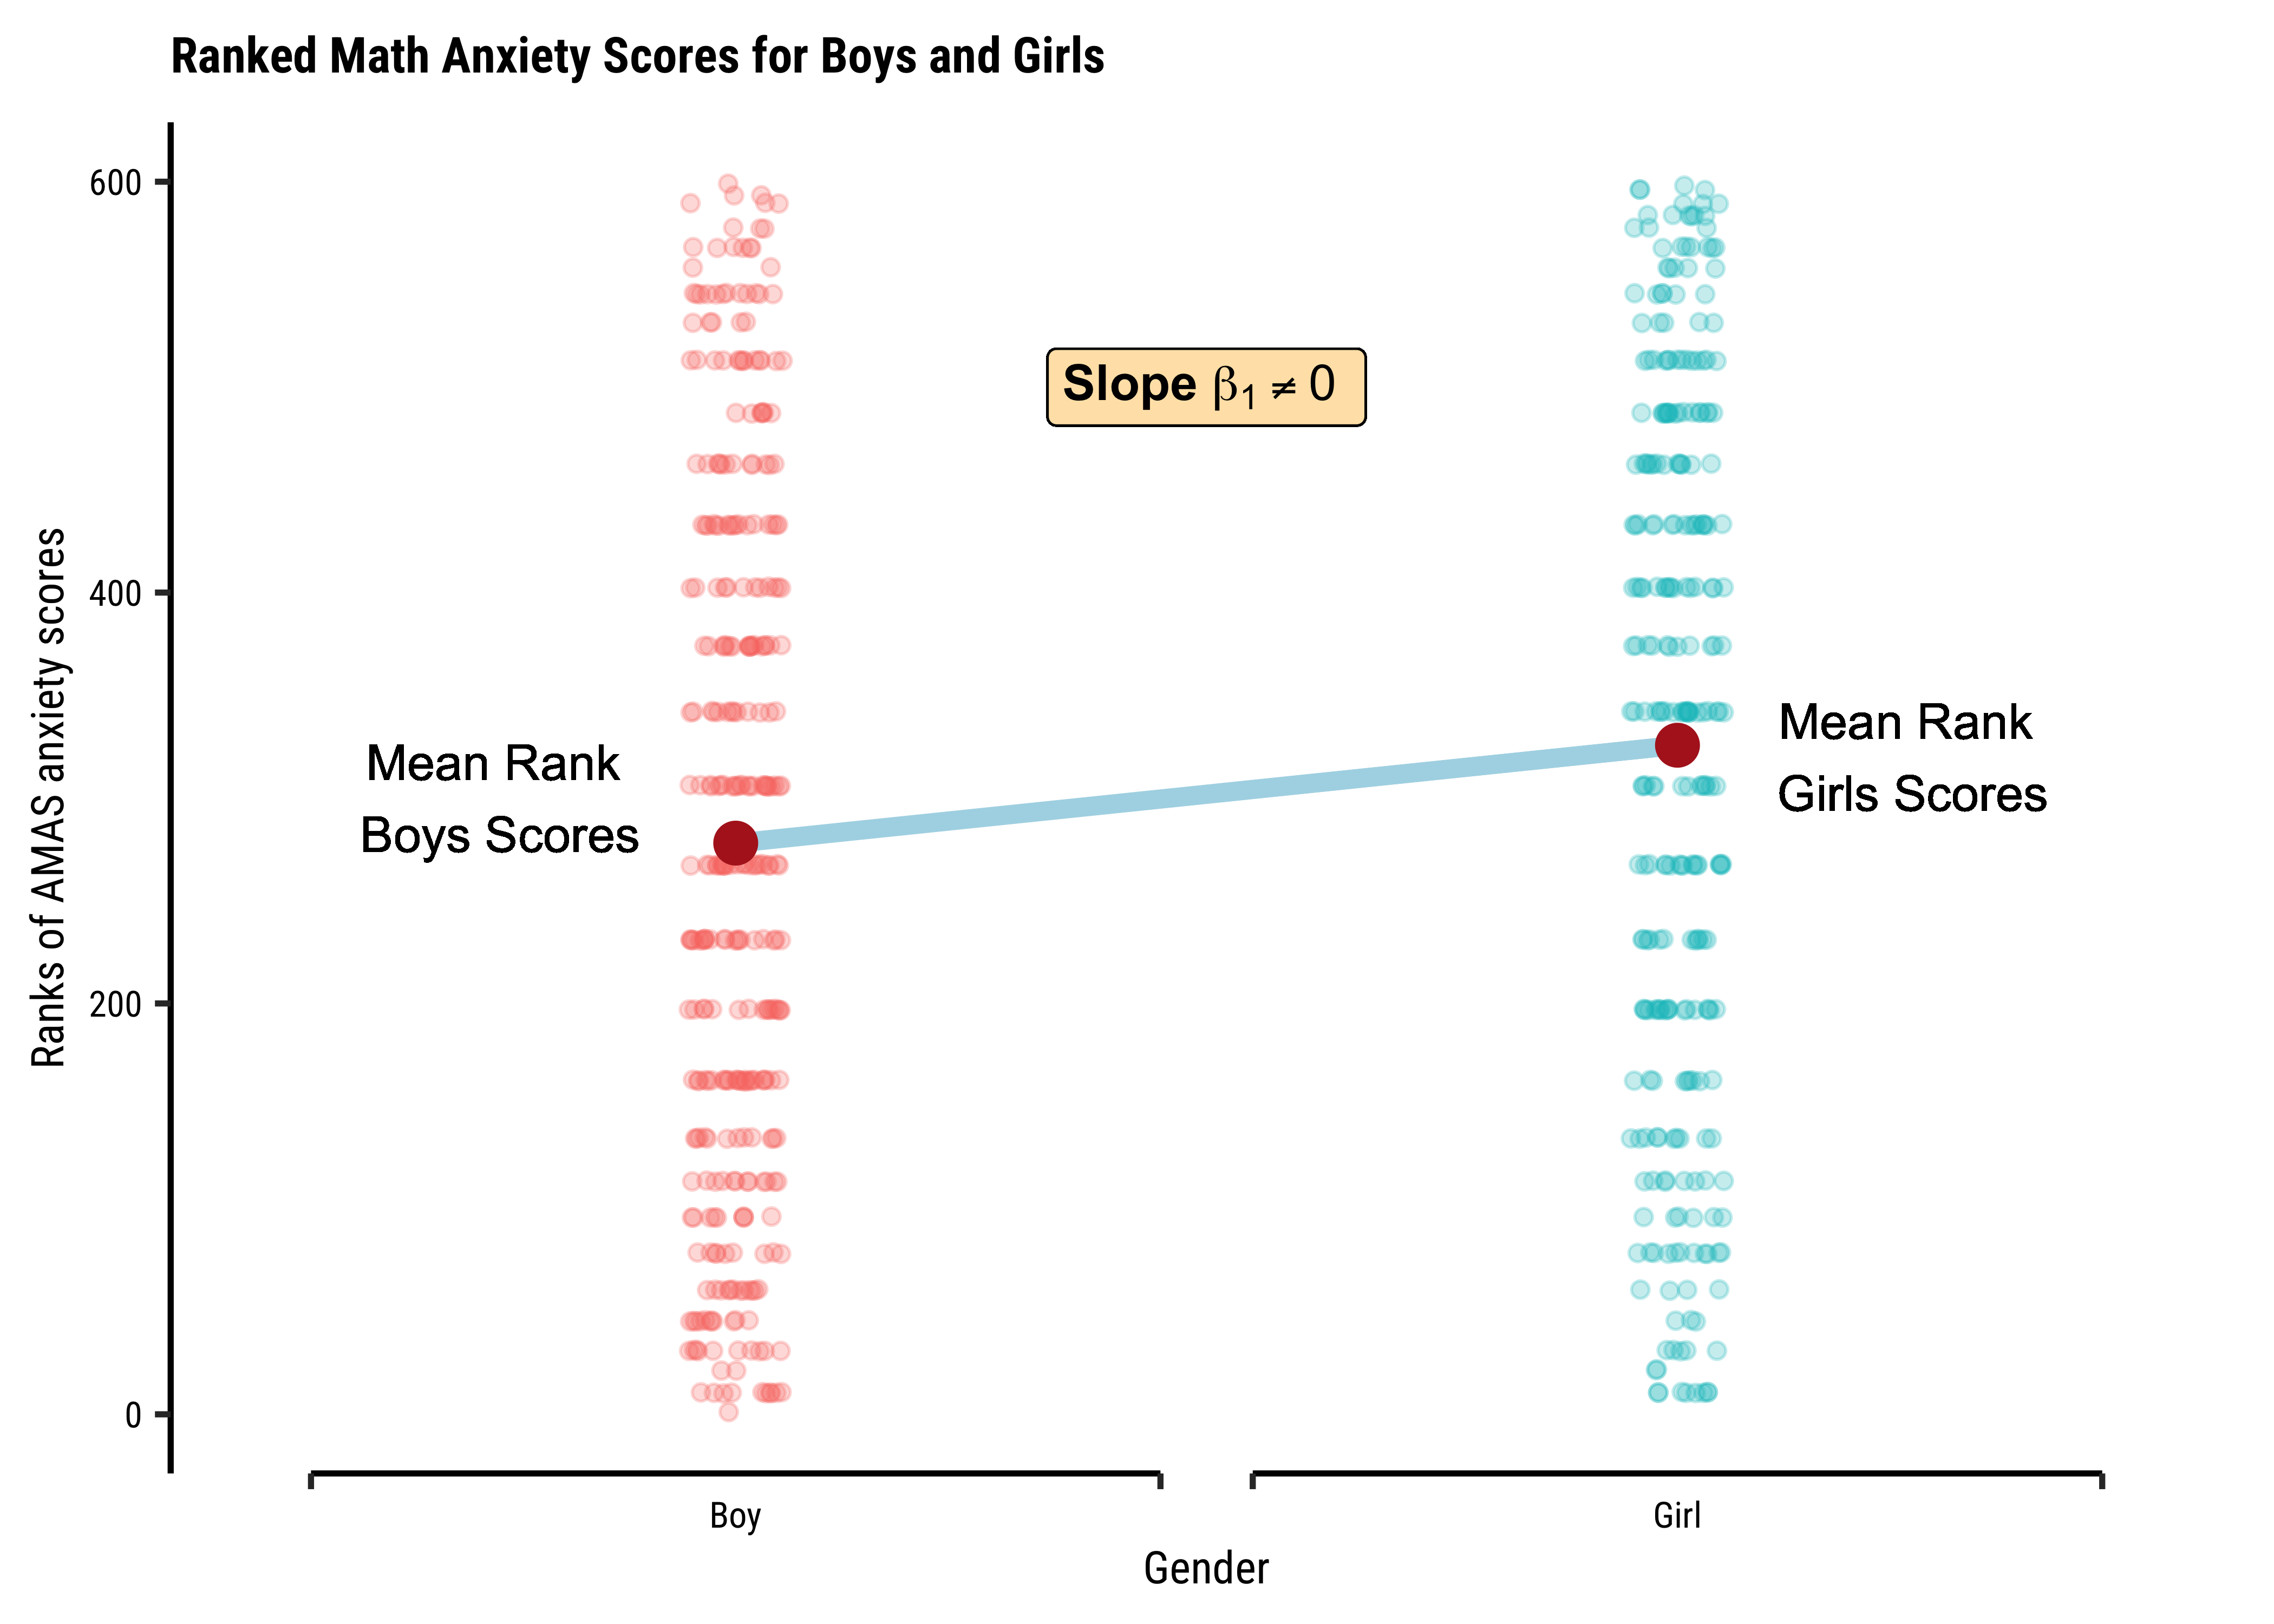 Ranked Math Anxiety Scores for Boys and Girls
Ranks of AMAS anxiety scores
600
400
200
0
Slope β₁ ≠ 0
Mean Rank
Boys Scores
Mean Rank
Girls Scores
Boy
Girl
Gender